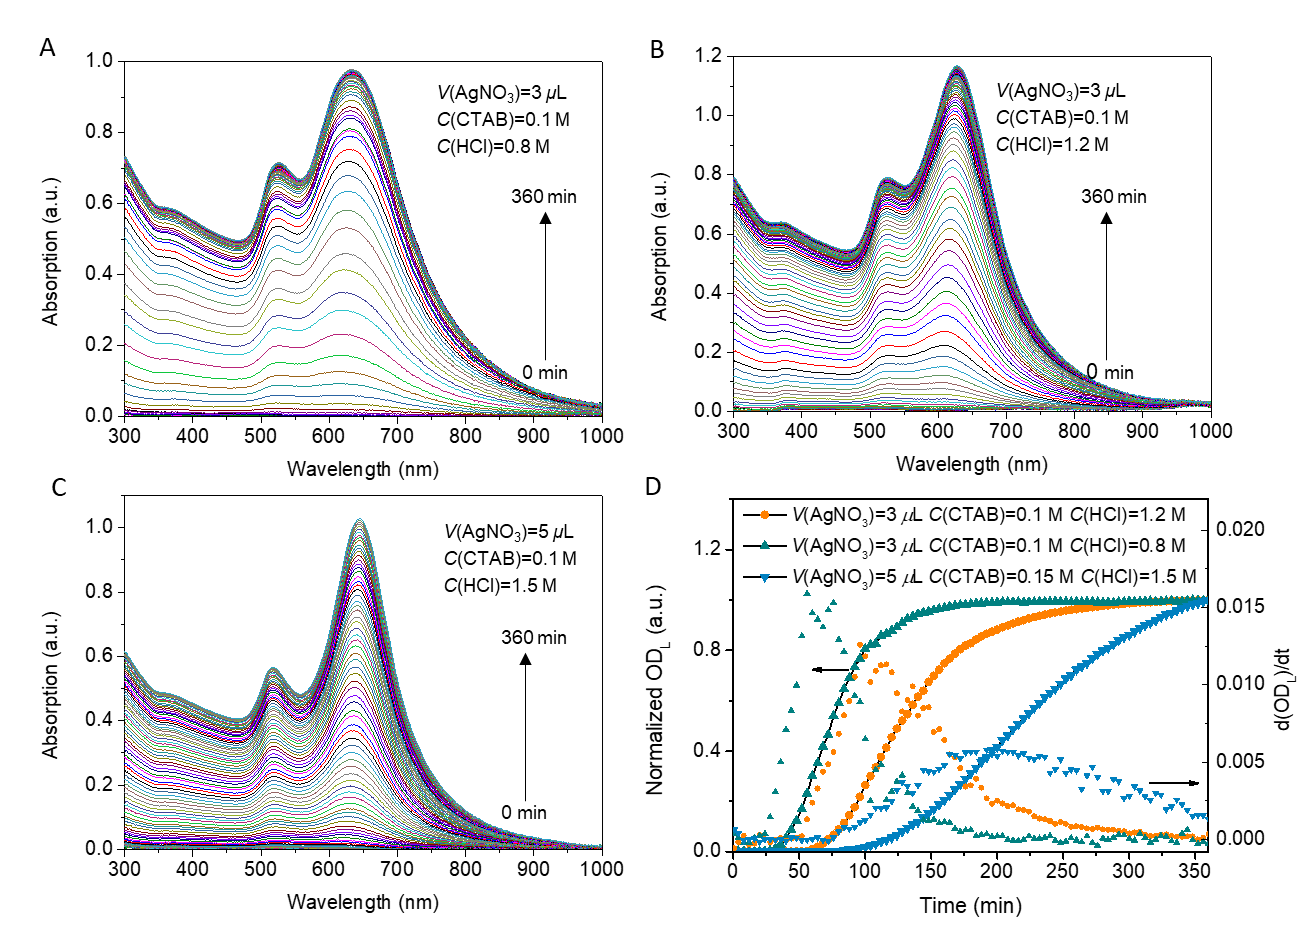 A
Absorption (a.u.)
1.0
0.8
0.6
0.4
0.2
0.0
V(AgNO₃)=3 μL
C(CTAB)=0.1 M
C(HCl)=0.8 M
360 min
0 min
300 400 500 600 700 800 900 1000
Wavelength (nm)
B
Absorption (a.u.)
1.2
1.0
0.8
0.6
0.4
0.2
0.0
V(AgNO₃)=3 μL
C(CTAB)=0.1 M
C(HCl)=1.2 M
360 min
0 min
300 400 500 600 700 800 900 1000
Wavelength (nm)
C
Absorption (a.u.)
1.0
0.8
0.6
0.4
0.2
0.0
V(AgNO₃)=5 μL
C(CTAB)=0.1 M
C(HCl)=1.5 M
360 min
0 min
300 400 500 600 700 800 900 1000
Wavelength (nm)
D
Normalized OD_L (a.u.)
1.2
0.8
0.4
0.0
V(AgNO₃)=3 μL C(CTAB)=0.1 M C(HCl)=1.2 M
V(AgNO₃)=3 μL C(CTAB)=0.1 M C(HCl)=0.8 M
V(AgNO₃)=5 μL C(CTAB)=0.15 M C(HCl)=1.5 M
0.020
0.015
0.010
0.005
0.000
d(OD_L)/dt
0 50 100 150 200 250 300 350
Time (min)